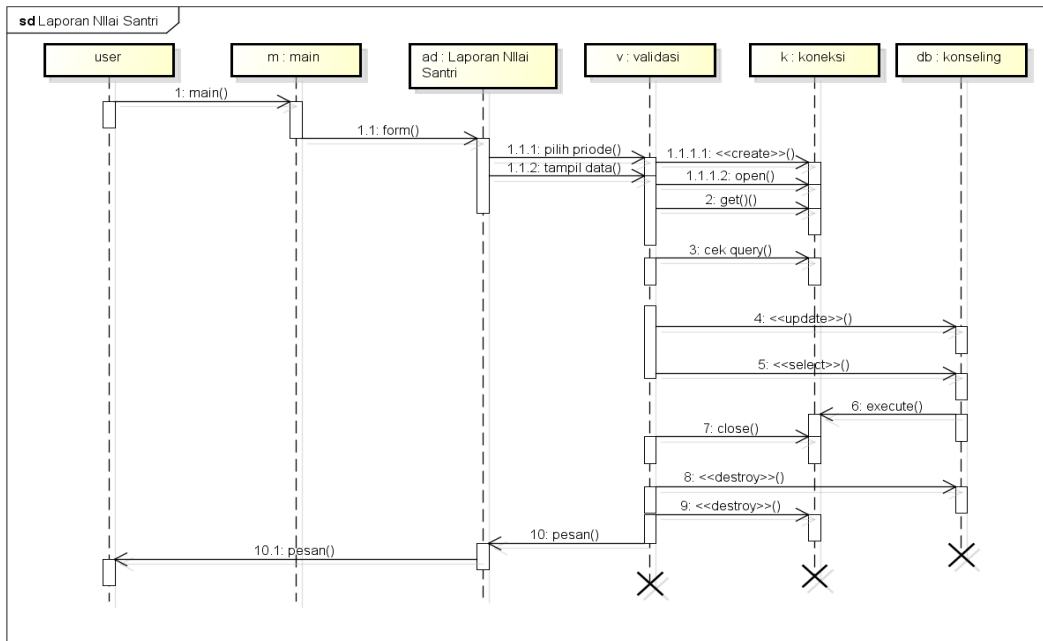 sd Laporan NIlai Santri
user
m : main
ad : Laporan NIlai
Santri
v : validasi
k : koneksi
db : konseling
1: main()
1.1: form()
1.1.1: pilih priode()
1.1.1.1: <<create>>()
1.1.2: tampil data()
1.1.1.2: open()
2: get()()
3: cek query()
4: <<update>>()
5: <<select>>()
6: execute()
7: close()
8: <<destroy>>()
9: <<destroy>>()
10: pesan()
10.1: pesan()